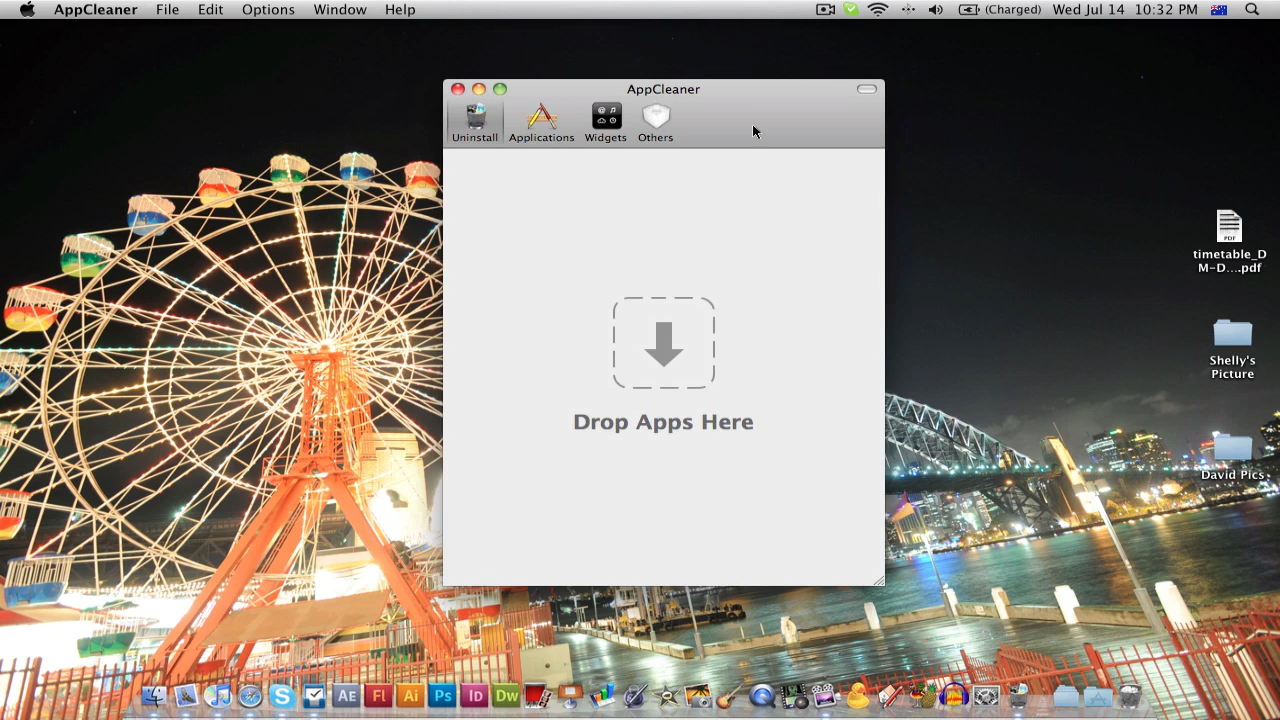 AppCleaner File Edit Options Window Help (Charged) Wed Jul 14 10:32 PM
AppCleaner
Uninstall Applications Widgets Others
Drop Apps Here
PDF
timetable_D
M-D....pdf
Shelly's
Picture
David Pics
S Ae Fl Ai Ps Id Dw